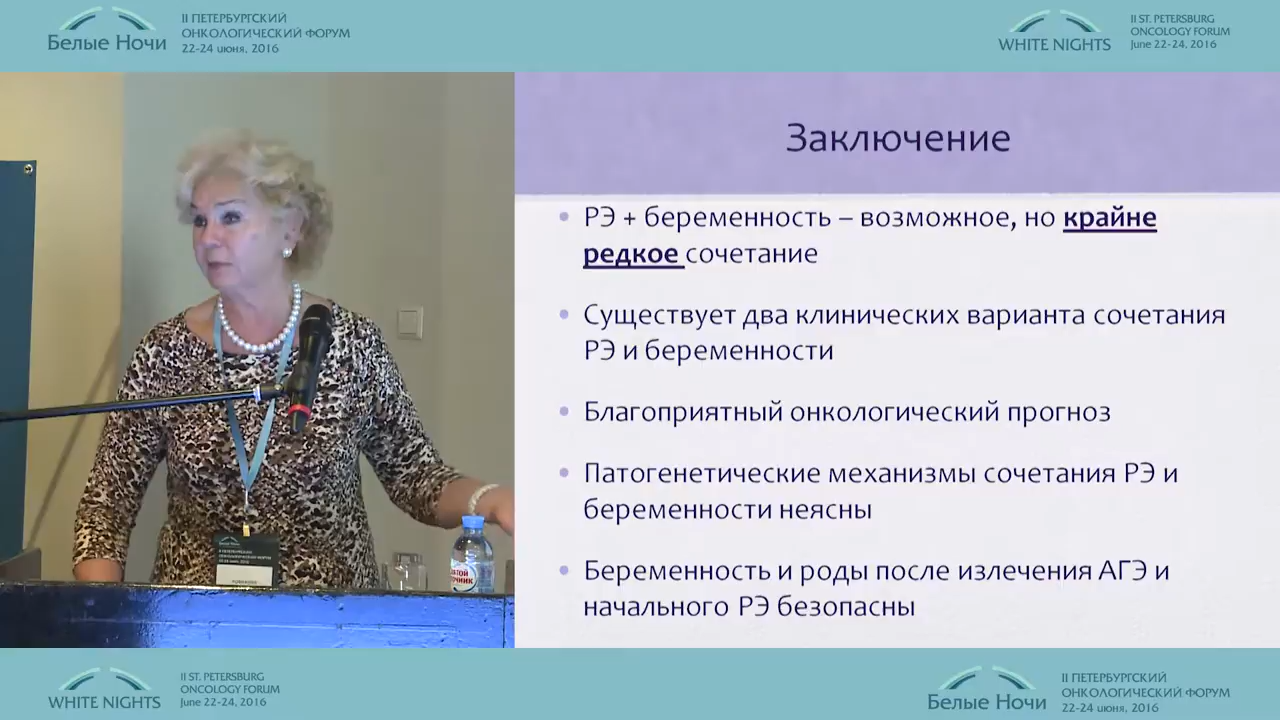 Белые Ночи
II ПЕТЕРБУРГСКИЙ
ОНКОЛОГИЧЕСКИЙ ФОРУМ
22-24 июня, 2016
WHITE NIGHTS
II ST. PETERSBURG
ONCOLOGY FORUM
June 22-24, 2016
Заключение
• РЭ + беременность – возможное, но крайне
редкое сочетание
• Существует два клинических варианта сочетания
РЭ и беременности
• Благоприятный онкологический прогноз
• Патогенетические механизмы сочетания РЭ и
беременности неясны
• Беременность и роды после излечения АГЭ и
начального РЭ безопасны
WHITE NIGHTS
II ST. PETERSBURG
ONCOLOGY FORUM
June 22-24, 2016
Белые Ночи
II ПЕТЕРБУРГСКИЙ
ОНКОЛОГИЧЕСКИЙ ФОРУМ
22-24 июня, 2016